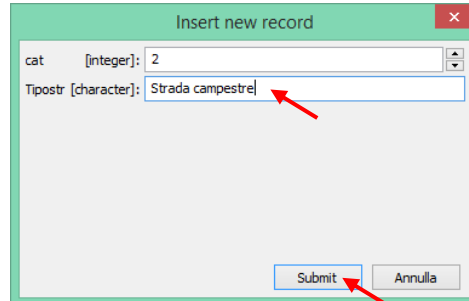 Insert new record
cat [integer]: 2
Tipostr [character]: Strada campestre
Submit Annulla